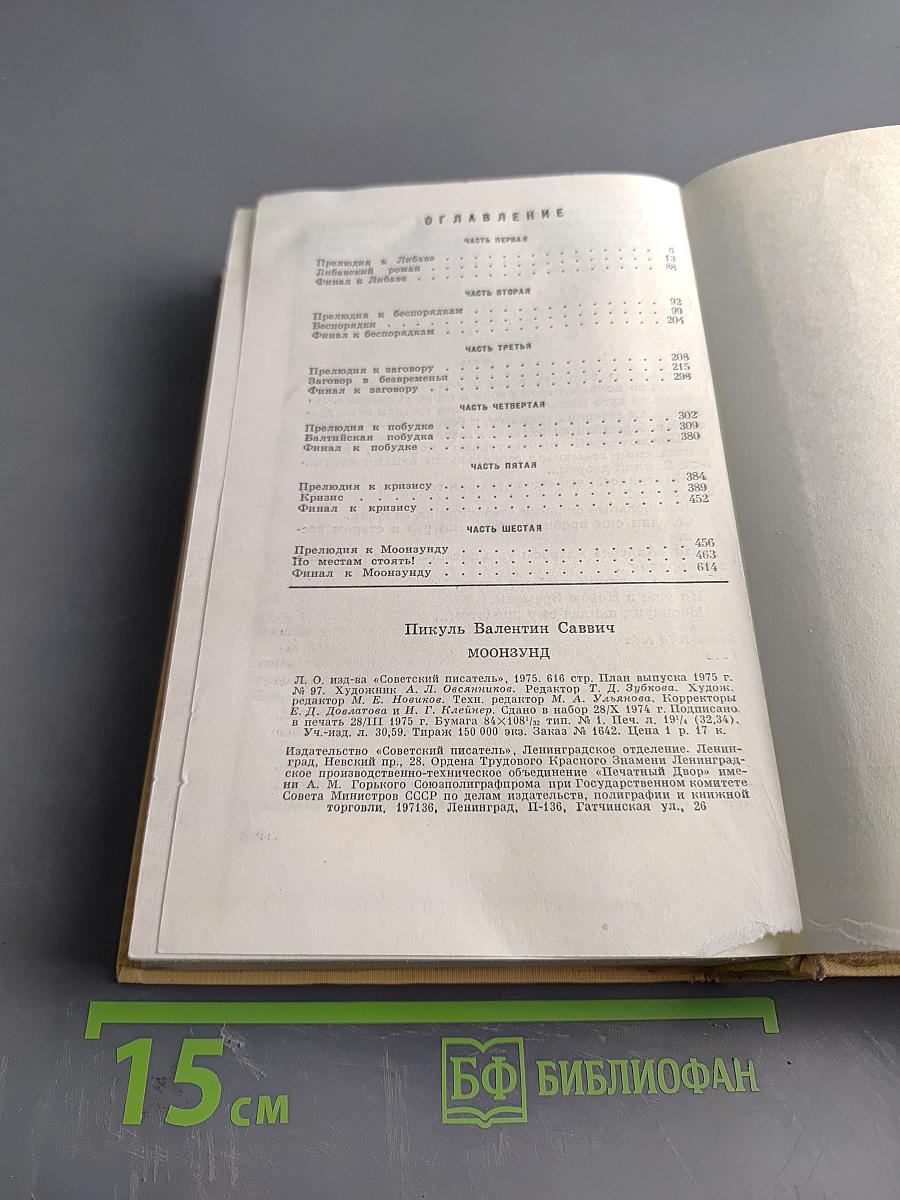 ОГЛАВЛЕНИЕ
ЧАСТЬ ПЕРВАЯ
Прелюдия к Либаве . . . . . . . . . . . . . . . 6
Либавский роман . . . . . . . . . . . . . . . 13
Финал к Либаве . . . . . . . . . . . . . . . 88
ЧАСТЬ ВТОРАЯ
Прелюдия к беспорядкам . . . . . . . . . . . . . . . 92
Беспорядки . . . . . . . . . . . . . . . 99
Финал к беспорядкам . . . . . . . . . . . . . . . 204
ЧАСТЬ ТРЕТЬЯ
Прелюдия к заговору . . . . . . . . . . . . . . . 208
Заговор в безвременьи . . . . . . . . . . . . . . . 215
Финал к заговору . . . . . . . . . . . . . . . 298
ЧАСТЬ ЧЕТВЕРТАЯ
Прелюдия к побудке . . . . . . . . . . . . . . . 302
Балтийская побудка . . . . . . . . . . . . . . . 309
Финал к побудке . . . . . . . . . . . . . . . 380
ЧАСТЬ ПЯТАЯ
Прелюдия к кризису . . . . . . . . . . . . . . . 384
Кризис . . . . . . . . . . . . . . . 389
Финал к кризису . . . . . . . . . . . . . . . 452
ЧАСТЬ ШЕСТАЯ
Прелюдия к Моонзунду . . . . . . . . . . . . . . . 456
По местам стоять! . . . . . . . . . . . . . . . 463
Финал к Моонзунду . . . . . . . . . . . . . . . 614
Пикуль Валентин Саввич
МООНЗУНД
Л. О. изд-ва «Советский писатель», 1975. 616 стр. План выпуска 1975 г.
№ 97. Художник А. Л. Овсянников. Редактор Т. Д. Зубкова. Худож.
редактор М. Е. Новиков. Техн. редактор М. А. Ульянова. Корректоры
Е. Д. Довлатова и И. Г. Клейнер. Сдано в набор 28/X 1974 г. Подписано
в печать 28/III 1975 г. Бумага 84×108¹/₃₂ тип. № 1. Печ. л. 19¹/₄ (32,34).
Уч.-изд. л. 30,59. Тираж 150 000 экз. Заказ № 1642. Цена 1 р. 17 к.
Издательство «Советский писатель», Ленинградское отделение. Ленин-
град, Невский пр., 28. Ордена Трудового Красного Знамени Ленинград-
ское производственно-техническое объединение «Печатный Двор» име-
ни А. М. Горького Союзполиграфпрома при Государственном комитете
Совета Министров СССР по делам издательств, полиграфии и книжной
торговли. 197136, Ленинград, П-136, Гатчинская ул., 26
15 см
БФ БИБЛИОФАН